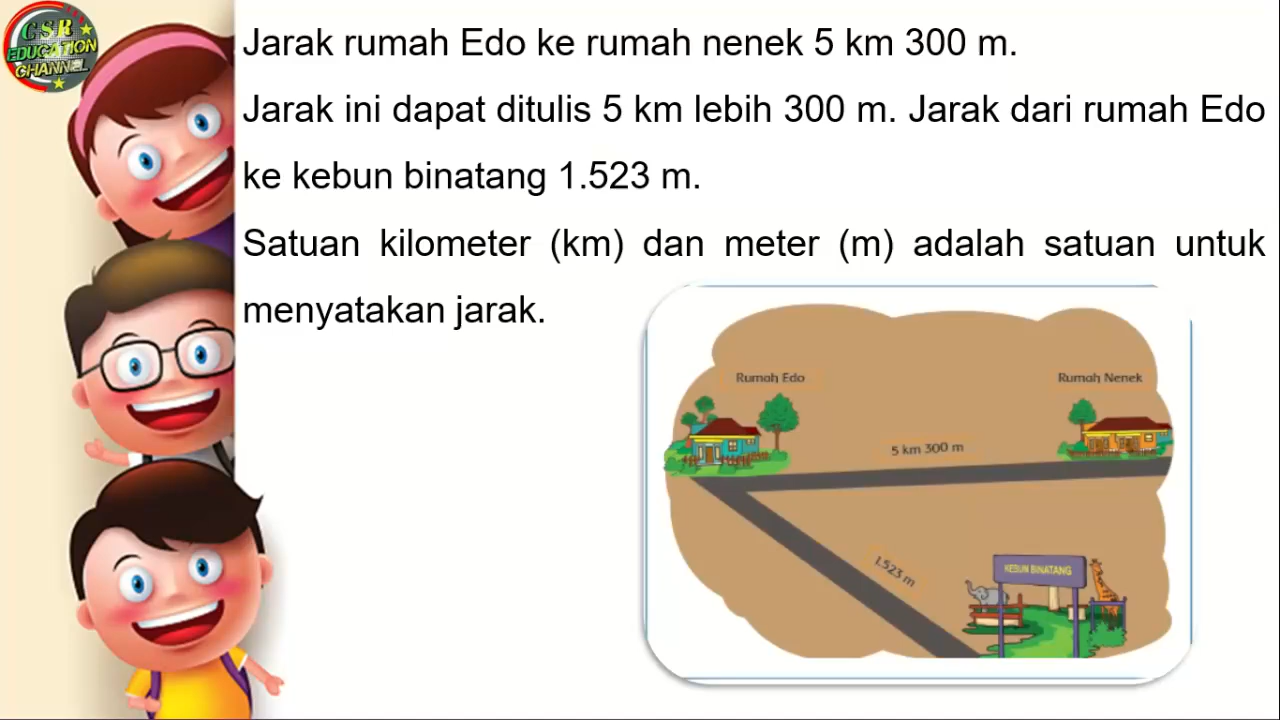 CSR
EDUCATION
CHANNEL
Jarak rumah Edo ke rumah nenek 5 km 300 m.
Jarak ini dapat ditulis 5 km lebih 300 m. Jarak dari rumah Edo
ke kebun binatang 1.523 m.
Satuan kilometer (km) dan meter (m) adalah satuan untuk
menyatakan jarak.
Rumah Edo
Rumah Nenek
5 km 300 m
1.523 m
KEBUN BINATANG